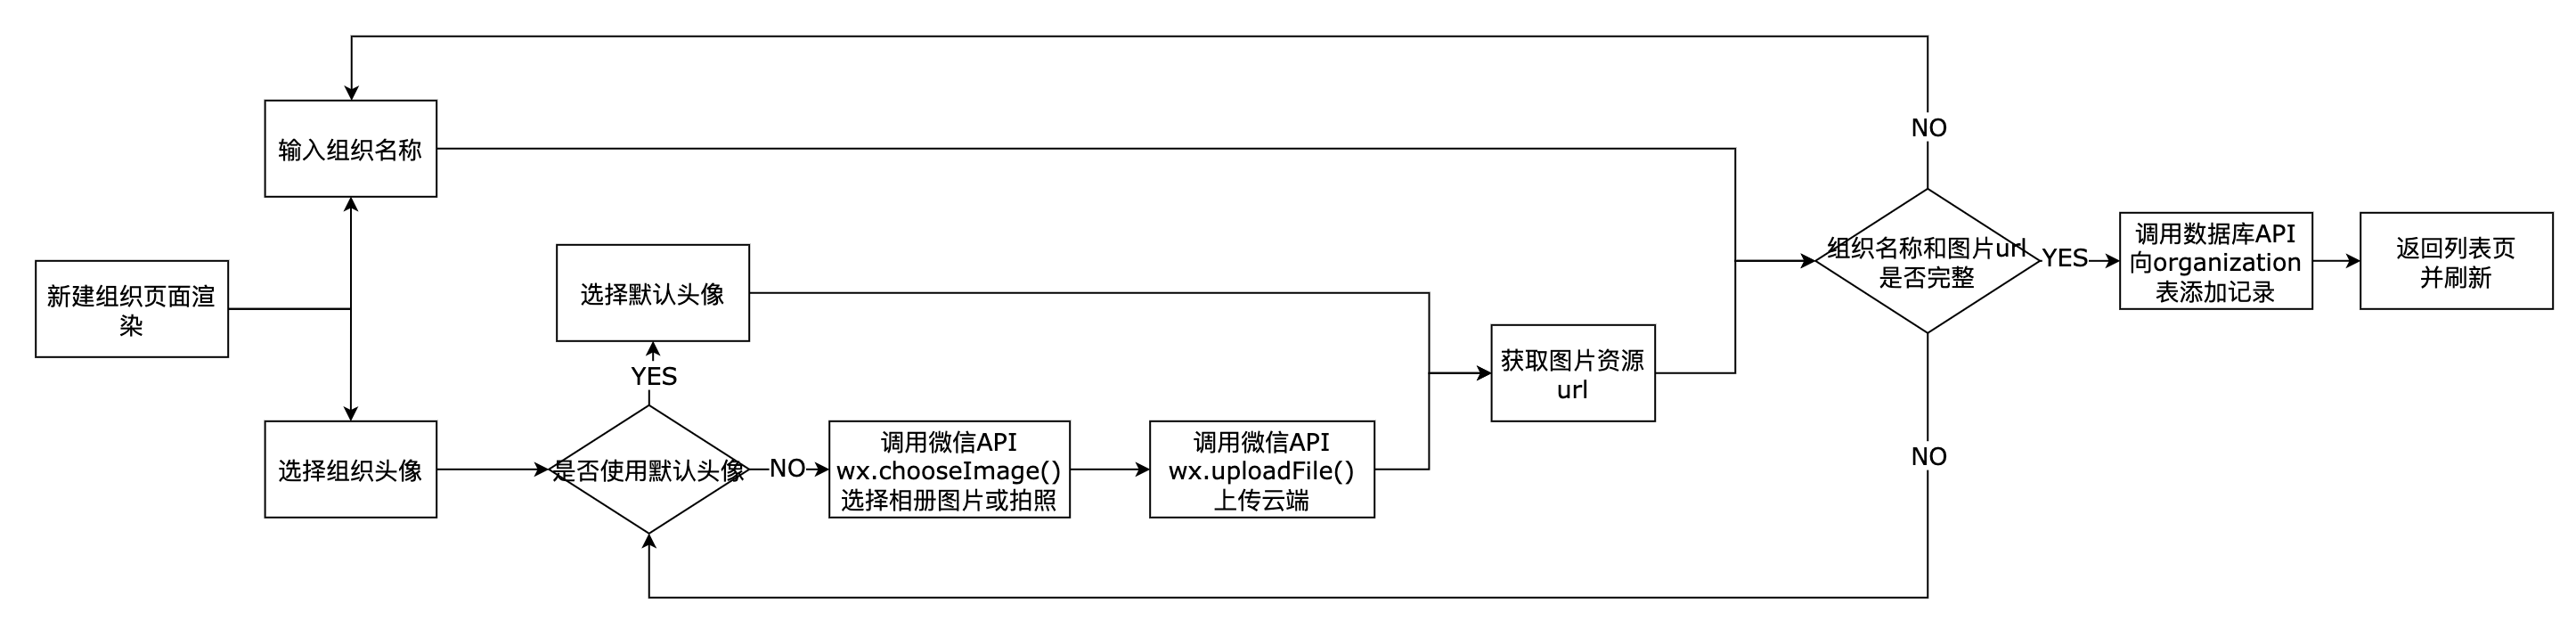 新建组织页面渲
染
输入组织名称
选择组织头像
选择默认头像
YES
是否使用默认头像
NO
调用微信API
wx.chooseImage()
选择相册图片或拍照
调用微信API
wx.uploadFile()
上传云端
获取图片资源
url
NO
组织名称和图片url
是否完整
YES
NO
调用数据库API
向organization
表添加记录
返回列表页
并刷新